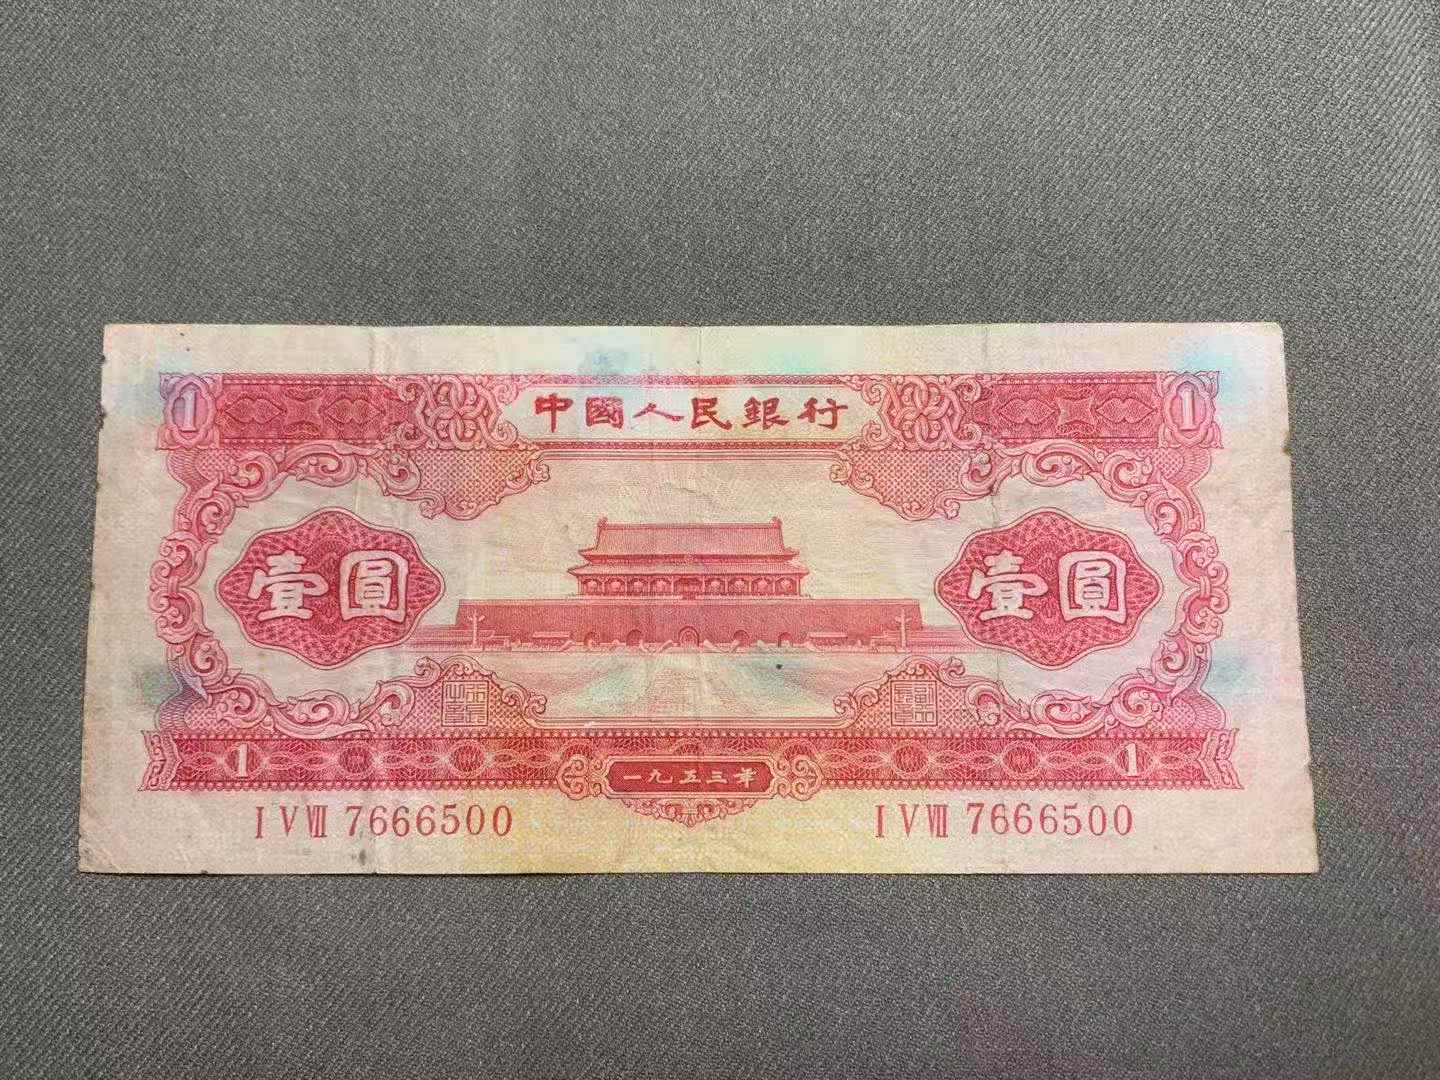 1 中國人民銀行 1
壹圓 壹圓
1 一九五三年 1
I V VII 7666500 I V VII 7666500